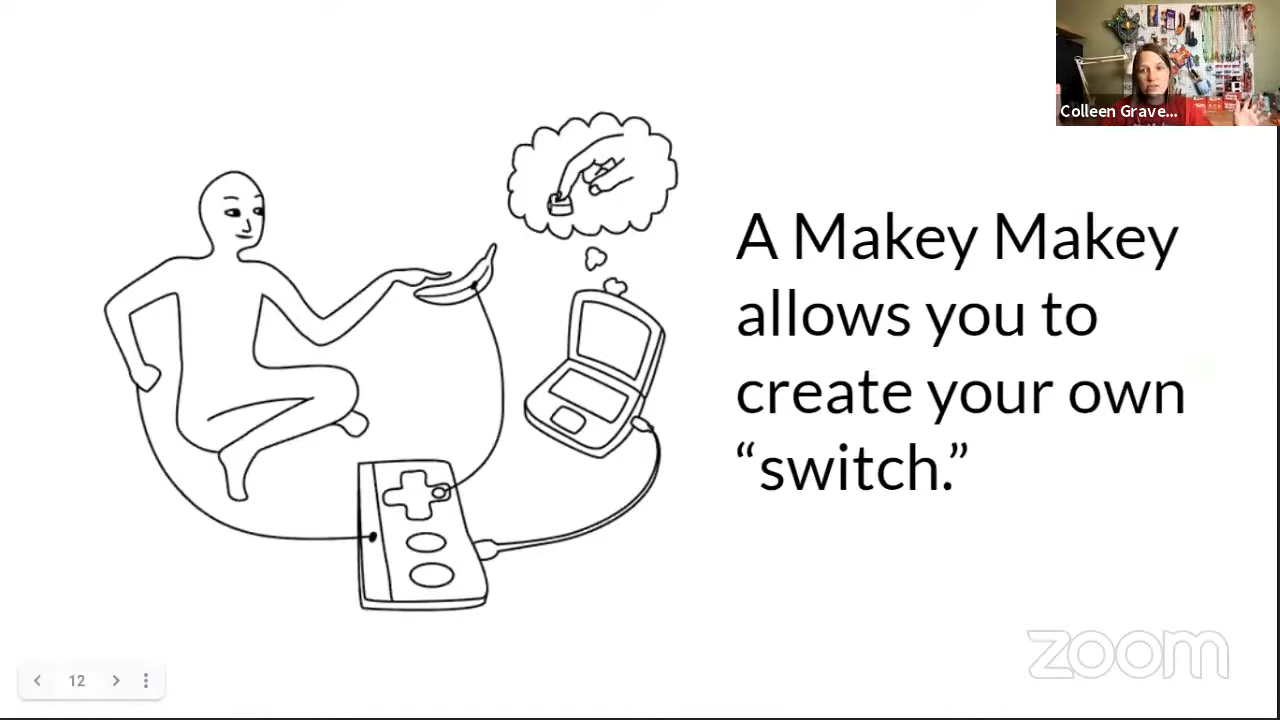 Colleen Grave...
A Makey Makey
allows you to
create your own
“switch.”
12
zoom